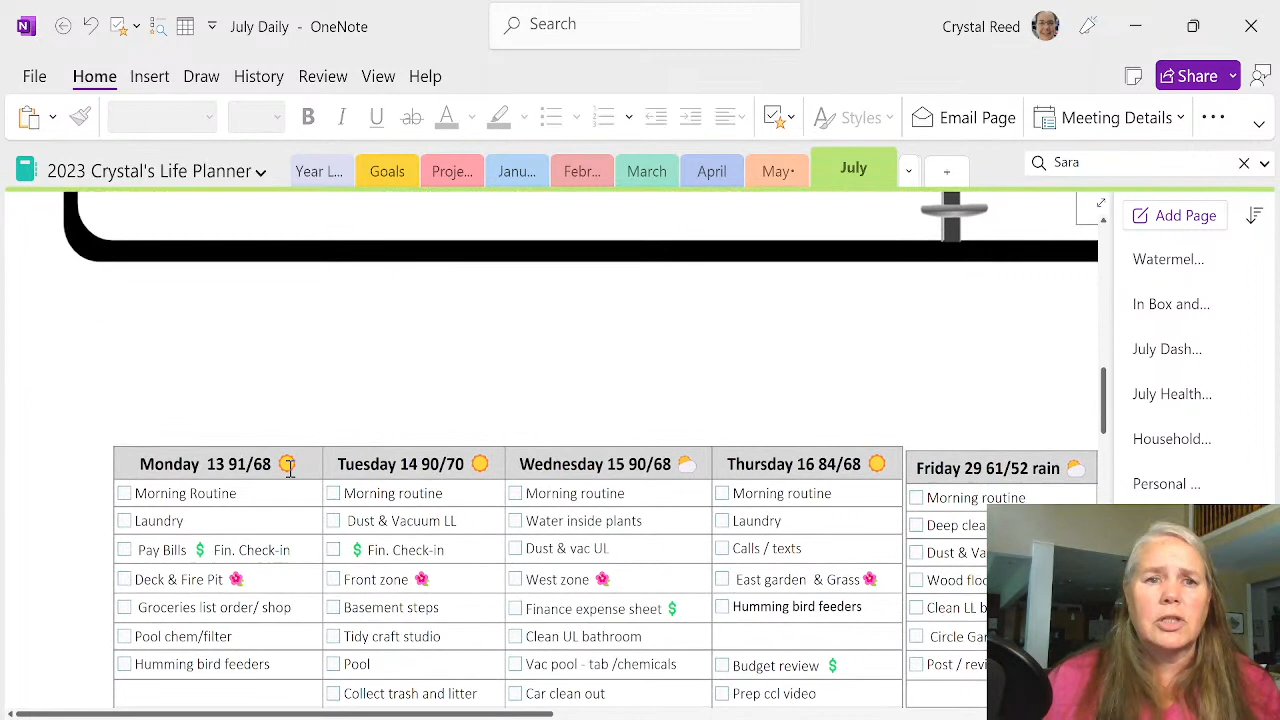 July Daily - OneNote
Search
Crystal Reed
File Home Insert Draw History Review View Help
Share
B I U ab A
Styles
Email Page
Meeting Details
2023 Crystal's Life Planner
Year L... Goals Proje... Janu... Febr... March April May• July +
Sara
Add Page
Watermel...
In Box and...
July Dash...
July Health...
Household...
Personal ...
Monday 13 91/68
Morning Routine
Laundry
Pay Bills $ Fin. Check-in
Deck & Fire Pit
Groceries list order/ shop
Pool chem/filter
Humming bird feeders
Tuesday 14 90/70
Morning routine
Dust & Vacuum LL
$ Fin. Check-in
Front zone
Basement steps
Tidy craft studio
Pool
Collect trash and litter
Wednesday 15 90/68
Morning routine
Water inside plants
Dust & vac UL
West zone
Finance expense sheet $
Clean UL bathroom
Vac pool - tab /chemicals
Car clean out
Thursday 16 84/68
Morning routine
Laundry
Calls / texts
East garden & Grass
Humming bird feeders
Budget review $
Prep ccl video
Friday 29 61/52 rain
Morning routine
Deep clea
Dust & Va
Wood flo
Clean LL b
Circle Gar
Post / revi